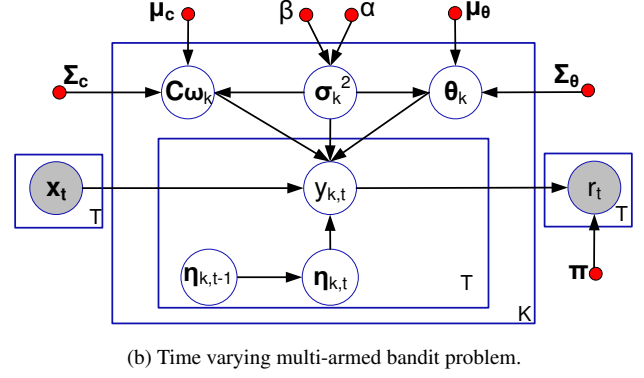 μc β α μθ
Σc Cωk σk² θk Σθ
xt T yk,t rt T
ηk,t-1 ηk,t T π
K
(b) Time varying multi-armed bandit problem.